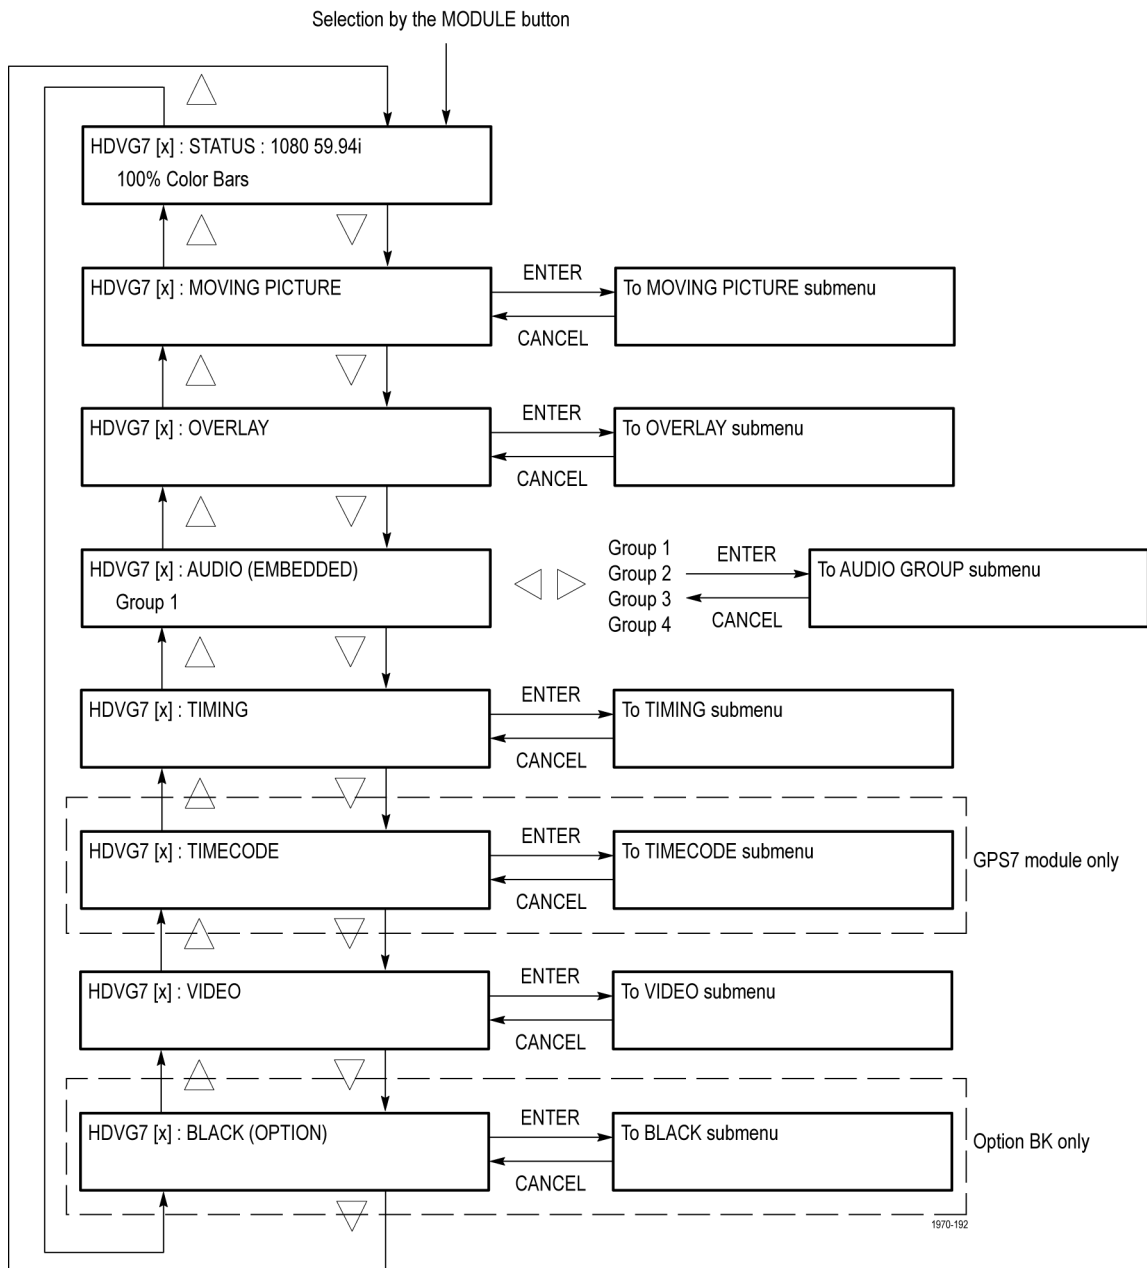 Selection by the MODULE button
HDVG7 [x] : STATUS : 1080 59.94i
100% Color Bars
HDVG7 [x] : MOVING PICTURE
ENTER
To MOVING PICTURE submenu
CANCEL
HDVG7 [x] : OVERLAY
ENTER
To OVERLAY submenu
CANCEL
HDVG7 [x] : AUDIO (EMBEDDED)
Group 1
Group 1
Group 2
Group 3
Group 4
ENTER
To AUDIO GROUP submenu
CANCEL
HDVG7 [x] : TIMING
ENTER
To TIMING submenu
CANCEL
HDVG7 [x] : TIMECODE
ENTER
To TIMECODE submenu
CANCEL
GPS7 module only
HDVG7 [x] : VIDEO
ENTER
To VIDEO submenu
CANCEL
HDVG7 [x] : BLACK (OPTION)
ENTER
To BLACK submenu
CANCEL
Option BK only
1970-192